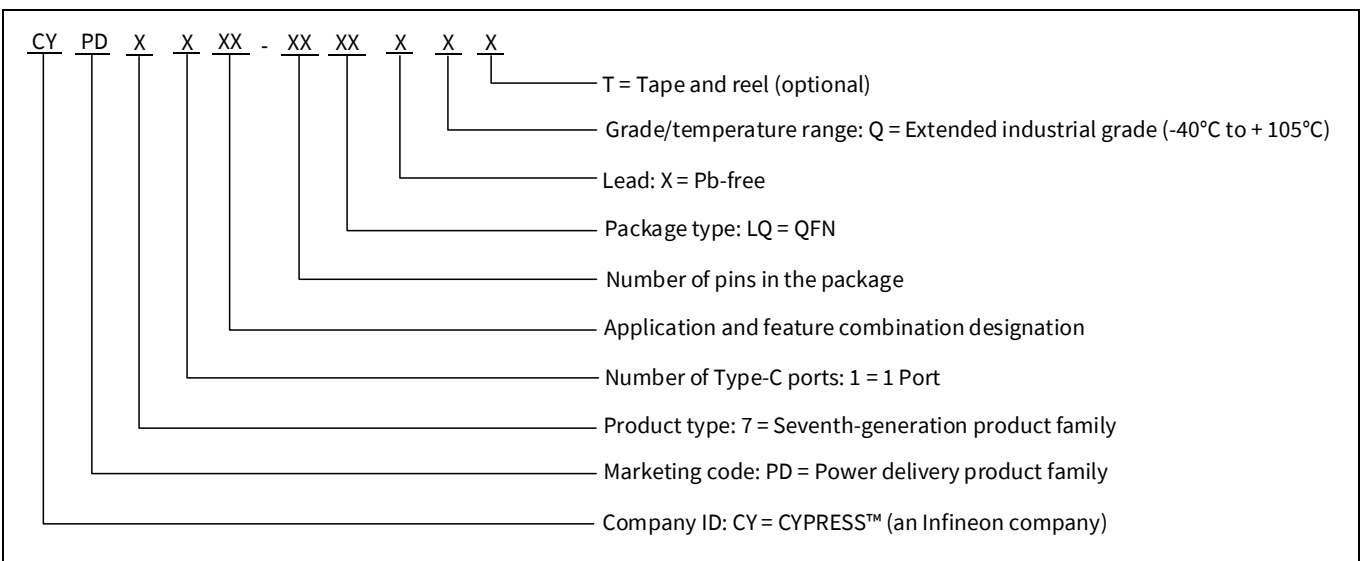 CY PD X X XX - XX XX X X X
T = Tape and reel (optional)
Grade/temperature range: Q = Extended industrial grade (-40°C to + 105°C)
Lead: X = Pb-free
Package type: LQ = QFN
Number of pins in the package
Application and feature combination designation
Number of Type-C ports: 1 = 1 Port
Product type: 7 = Seventh-generation product family
Marketing code: PD = Power delivery product family
Company ID: CY = CYPRESS™ (an Infineon company)